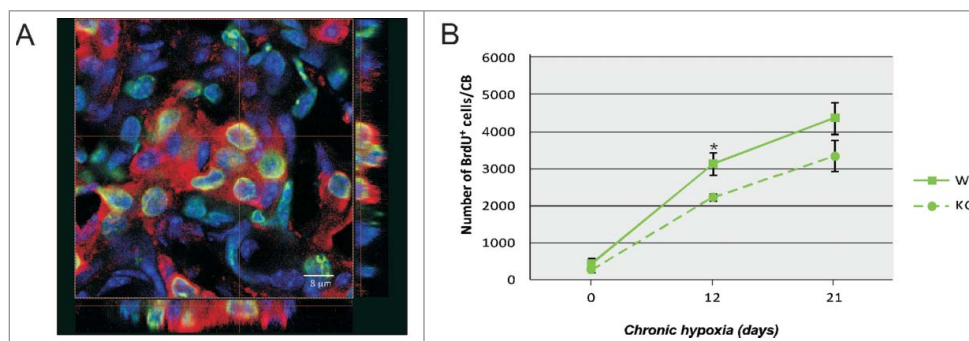 A
8 µm
B
Number of BrdU⁺ cells/CB
6000
5000
4000
3000
2000
1000
0
*
0 12 21
Chronic hypoxia (days)
W